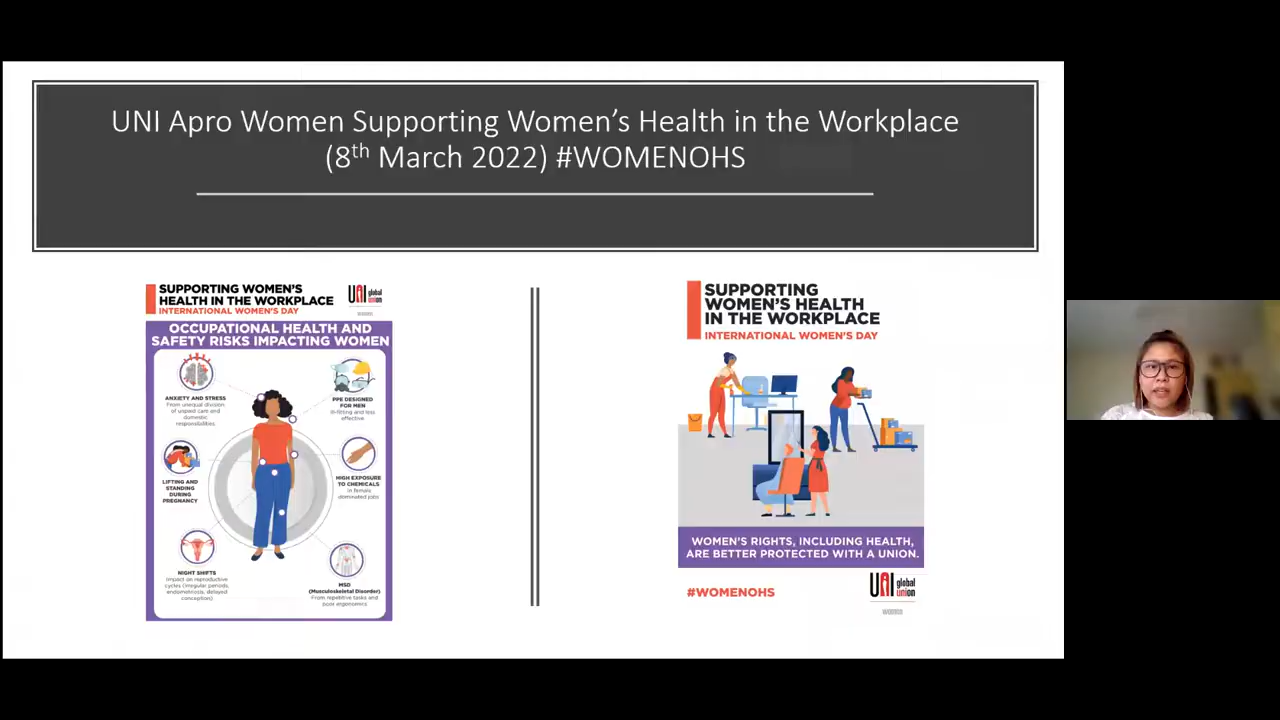 UNI Apro Women Supporting Women's Health in the Workplace
(8th March 2022) #WOMENOHS
SUPPORTING WOMEN'S
HEALTH IN THE WORKPLACE
INTERNATIONAL WOMEN'S DAY
UNI global
union
women
OCCUPATIONAL HEALTH AND
SAFETY RISKS IMPACTING WOMEN
ANXIETY AND STRESS
From unequal division
of unpaid care and
domestic
responsibilities
PPE DESIGNED
FOR MEN
Ill-fitting and less
effective
LIFTING AND
STANDING
DURING
PREGNANCY
HIGH EXPOSURE
TO CHEMICALS
In female
dominated jobs
NIGHT SHIFTS
Impact on reproductive
cycles (irregular periods,
endometriosis, delayed
conception)
MSD
(Musculoskeletal Disorder)
From repetitive tasks and
poor ergonomics
SUPPORTING
WOMEN'S HEALTH
IN THE WORKPLACE
INTERNATIONAL WOMEN'S DAY
WOMEN'S RIGHTS, INCLUDING HEALTH,
ARE BETTER PROTECTED WITH A UNION.
#WOMENOHS
UNI global
union
women